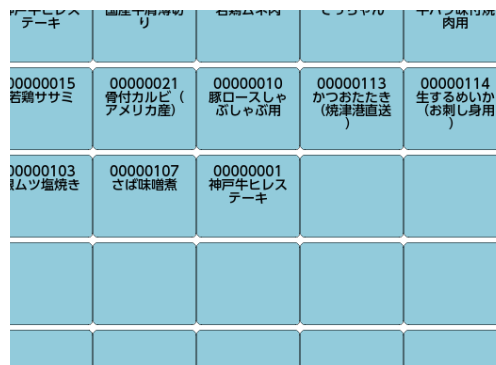 テーキ
り
肉用
00000021
骨付カルビ（
アメリカ産）
00000010
豚ロースしゃ
ぶしゃぶ用
00000113
かつおたたき
（焼津港直送
）
00000114
生するめいか
（お刺し身用
）
00000015
若鶏ササミ
00000103
ムツ塩焼き
00000107
さば味噌煮
00000001
神戸牛ヒレス
テーキ